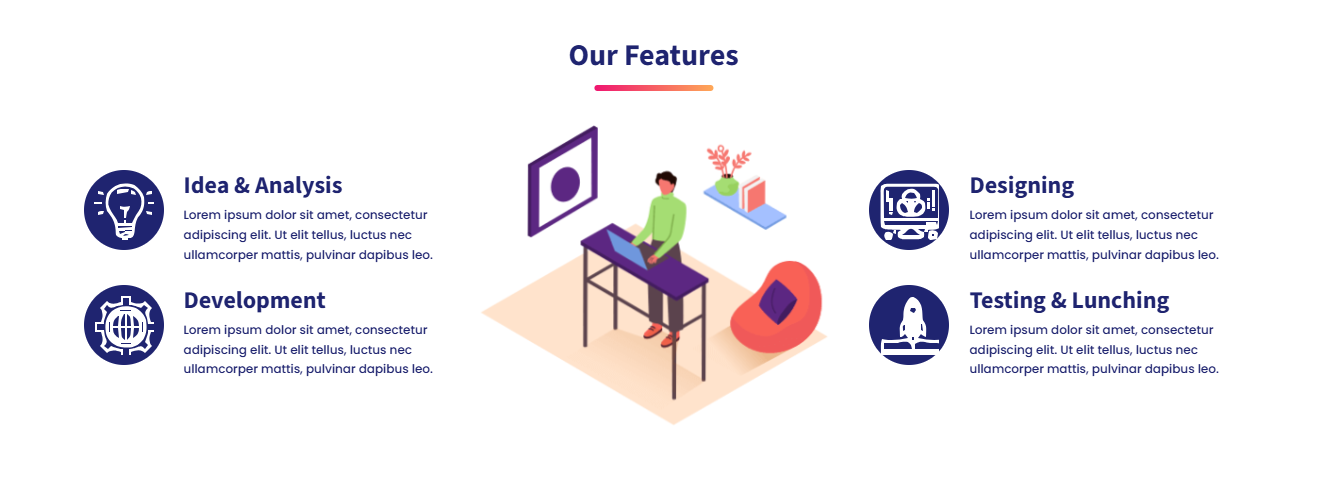 Our Features
Idea & Analysis
Lorem ipsum dolor sit amet, consectetur
adipiscing elit. Ut elit tellus, luctus nec
ullamcorper mattis, pulvinar dapibus leo.
Development
Lorem ipsum dolor sit amet, consectetur
adipiscing elit. Ut elit tellus, luctus nec
ullamcorper mattis, pulvinar dapibus leo.
Designing
Lorem ipsum dolor sit amet, consectetur
adipiscing elit. Ut elit tellus, luctus nec
ullamcorper mattis, pulvinar dapibus leo.
Testing & Lunching
Lorem ipsum dolor sit amet, consectetur
adipiscing elit. Ut elit tellus, luctus nec
ullamcorper mattis, pulvinar dapibus leo.